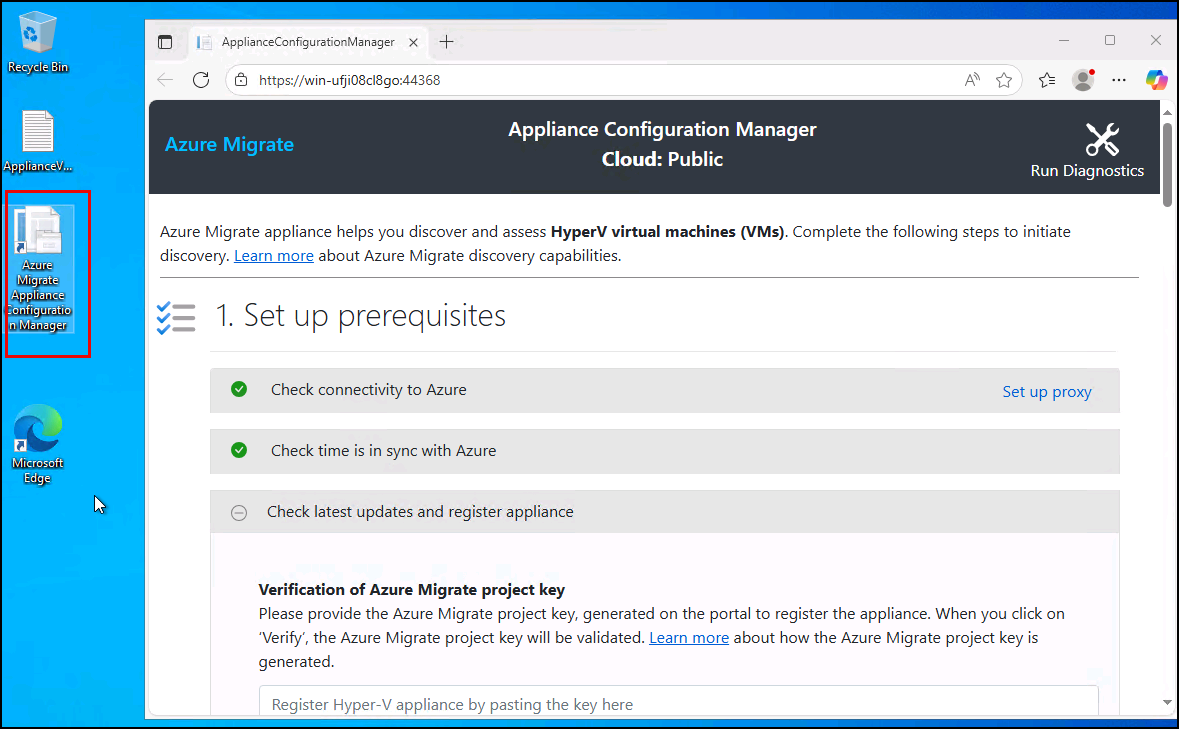 Recycle Bin
ApplianceV...
Azure
Migrate
Appliance
Configuratio
n Manager
Microsoft
Edge
ApplianceConfigurationManager
https://win-ufji08cl8go:44368
Azure Migrate
Appliance Configuration Manager
Cloud: Public
Run Diagnostics
Azure Migrate appliance helps you discover and assess HyperV virtual machines (VMs). Complete the following steps to initiate
discovery. Learn more about Azure Migrate discovery capabilities.
1. Set up prerequisites
Check connectivity to Azure
Set up proxy
Check time is in sync with Azure
Check latest updates and register appliance
Verification of Azure Migrate project key
Please provide the Azure Migrate project key, generated on the portal to register the appliance. When you click on
‘Verify’, the Azure Migrate project key will be validated. Learn more about how the Azure Migrate project key is
generated.
Register Hyper-V appliance by pasting the key here